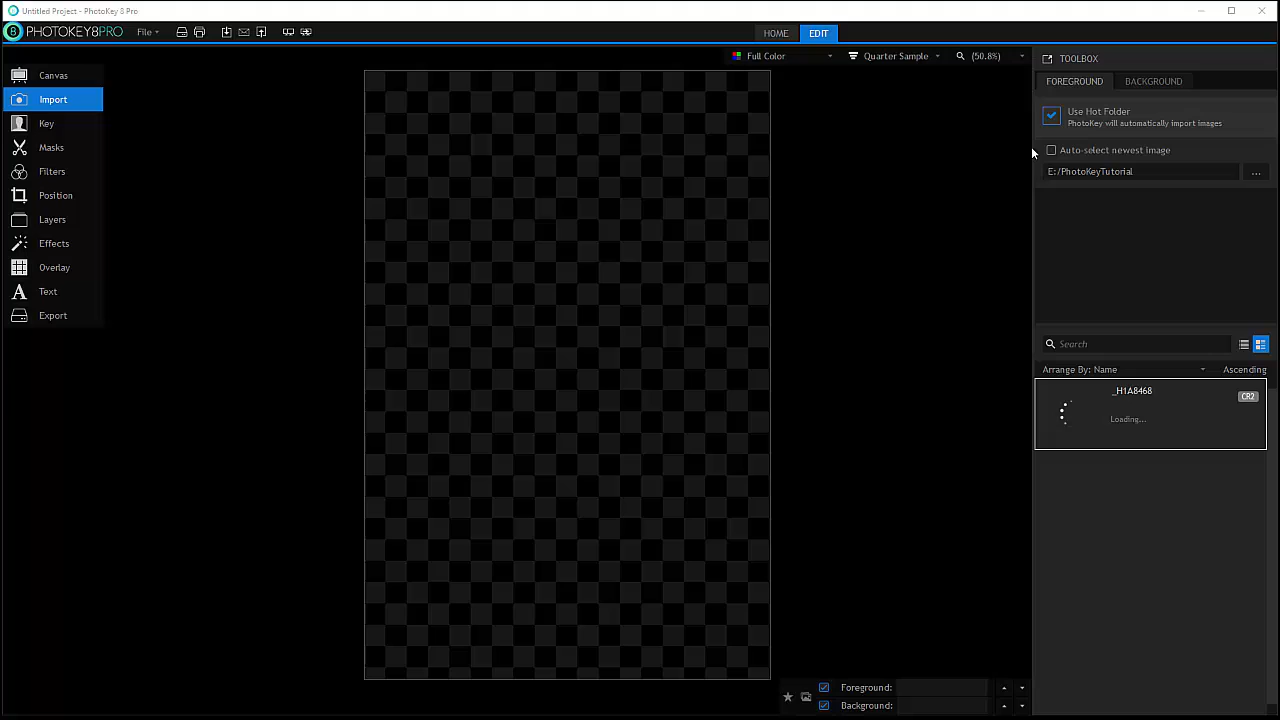 8 Untitled Project - PhotoKey 8 Pro
8 PHOTOKEY8PRO File HOME EDIT
Full Color Quarter Sample (50.8%)
Canvas
Import
Key
Masks
Filters
Position
Layers
Effects
Overlay
A Text
Export
TOOLBOX
FOREGROUND BACKGROUND
Use Hot Folder
PhotoKey will automatically import images
Auto-select newest image
E:/PhotoKeyTutorial ...
Search
Arrange By: Name Ascending
_H1A8468
CR2
Loading...
Foreground:
Background: